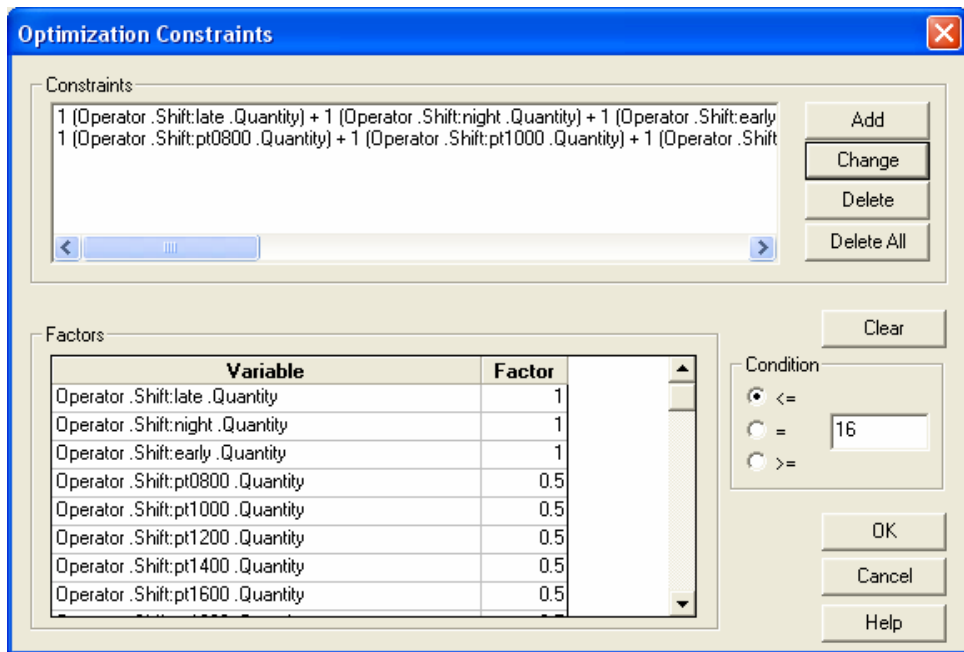 Optimization Constraints
Constraints
1 (Operator .Shift:late .Quantity) + 1 (Operator .Shift:night .Quantity) + 1 (Operator .Shift:early
1 (Operator .Shift:pt0800 .Quantity) + 1 (Operator .Shift:pt1000 .Quantity) + 1 (Operator .Shift
Add
Change
Delete
Delete All
Clear
Factors
Variable Factor
Operator .Shift:late .Quantity 1
Operator .Shift:night .Quantity 1
Operator .Shift:early .Quantity 1
Operator .Shift:pt0800 .Quantity 0.5
Operator .Shift:pt1000 .Quantity 0.5
Operator .Shift:pt1200 .Quantity 0.5
Operator .Shift:pt1400 .Quantity 0.5
Operator .Shift:pt1600 .Quantity 0.5
Condition
<=
= 16
>=
OK
Cancel
Help